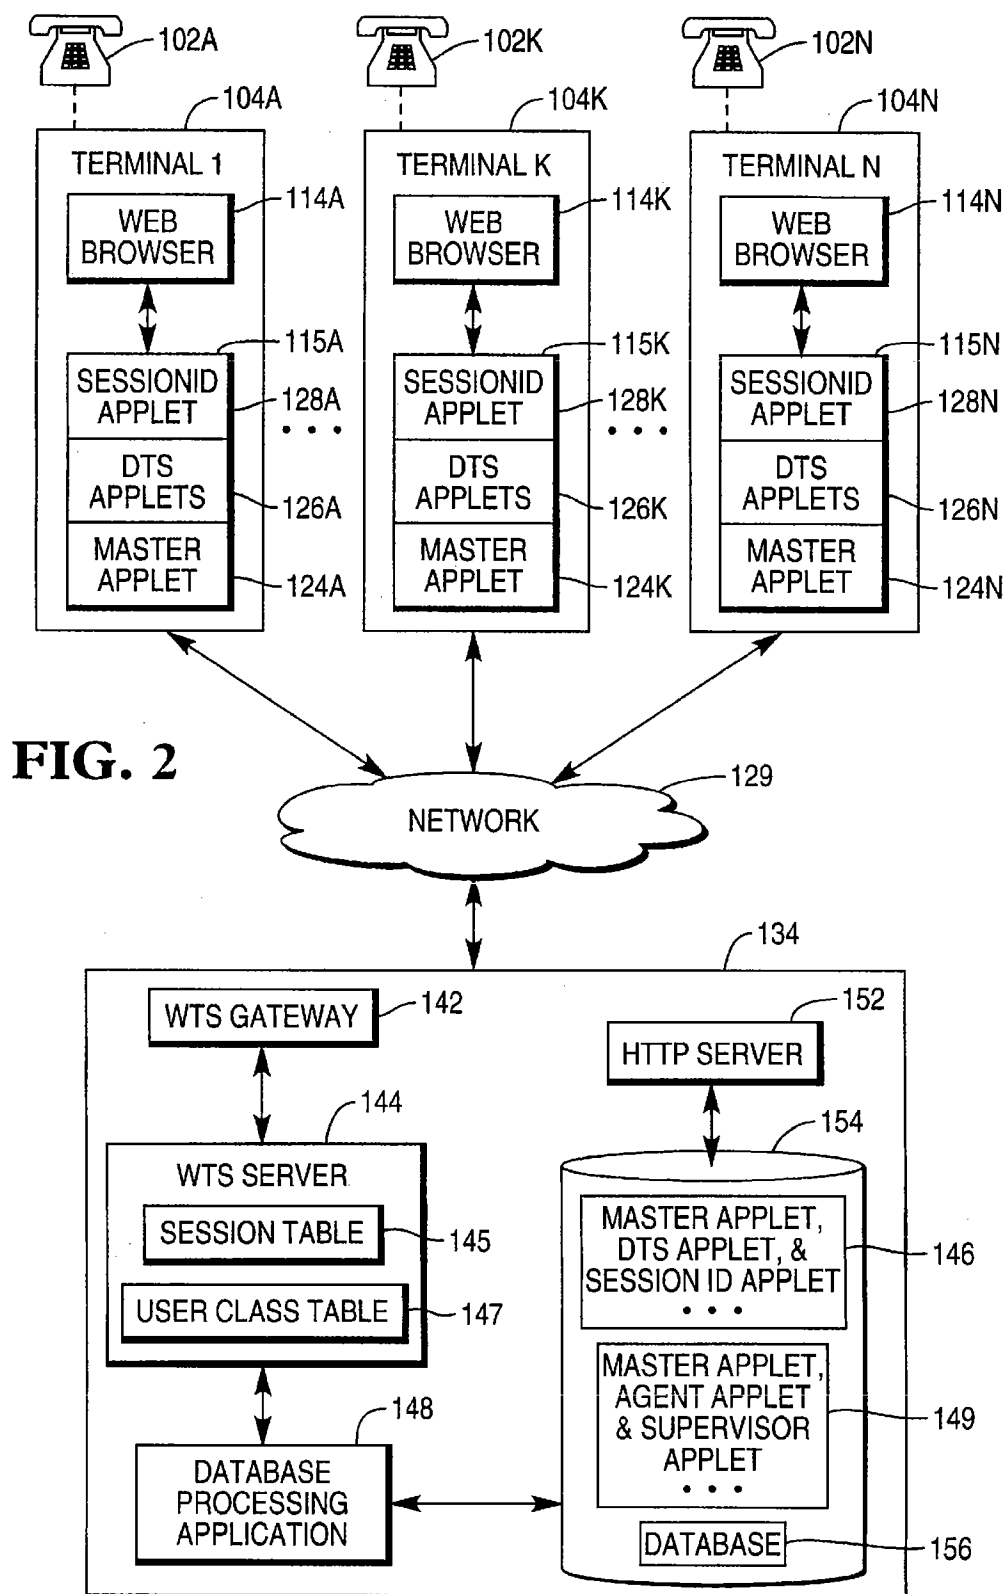 102A
102K
102N
104A
104K
104N
TERMINAL 1
TERMINAL K
TERMINAL N
114A
114K
114N
WEB
BROWSER
WEB
BROWSER
WEB
BROWSER
115A
115K
115N
SESSIONID
APPLET
SESSIONID
APPLET
SESSIONID
APPLET
128A
128K
128N
DTS
APPLETS
DTS
APPLETS
DTS
APPLETS
126A
126K
126N
MASTER
APPLET
MASTER
APPLET
MASTER
APPLET
124A
124K
124N
FIG. 2
129
NETWORK
134
WTS GATEWAY
142
152
HTTP SERVER
144
154
WTS SERVER
SESSION TABLE
145
USER CLASS TABLE
147
MASTER APPLET,
DTS APPLET, &
SESSION ID APPLET
• • •
146
MASTER APPLET,
AGENT APPLET
& SUPERVISOR
APPLET
• • •
149
148
DATABASE
PROCESSING
APPLICATION
DATABASE
156